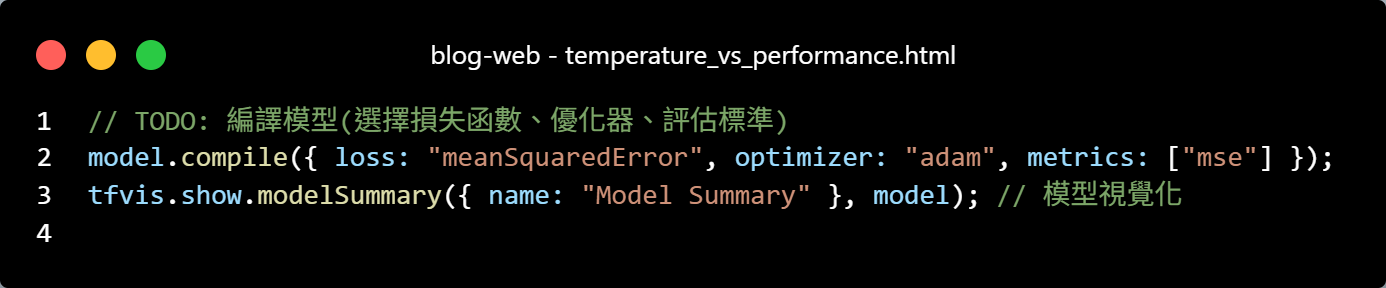 blog-web - temperature_vs_performance.html
1 // TODO: 編譯模型(選擇損失函數、優化器、評估標準)
2 model.compile({ loss: "meanSquaredError", optimizer: "adam", metrics: ["mse"] });
3 tfvis.show.modelSummary({ name: "Model Summary" }, model); // 模型視覺化
4